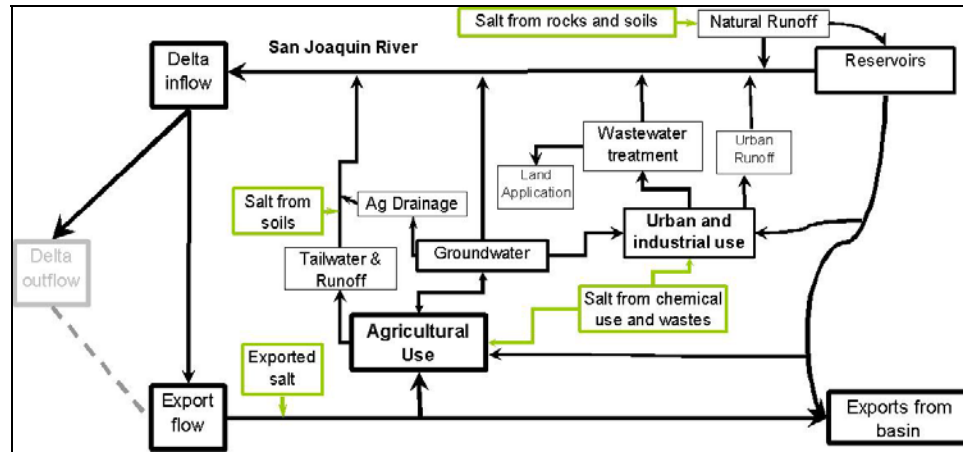 Salt from rocks and soils
Natural Runoff
San Joaquin River
Delta
inflow
Reservoirs
Wastewater
treatment
Urban
Runoff
Land
Application
Salt from
soils
Ag Drainage
Urban and
industrial use
Delta
outflow
Tailwater &
Runoff
Groundwater
Salt from chemical
use and wastes
Agricultural
Use
Exported
salt
Export
flow
Exports from
basin